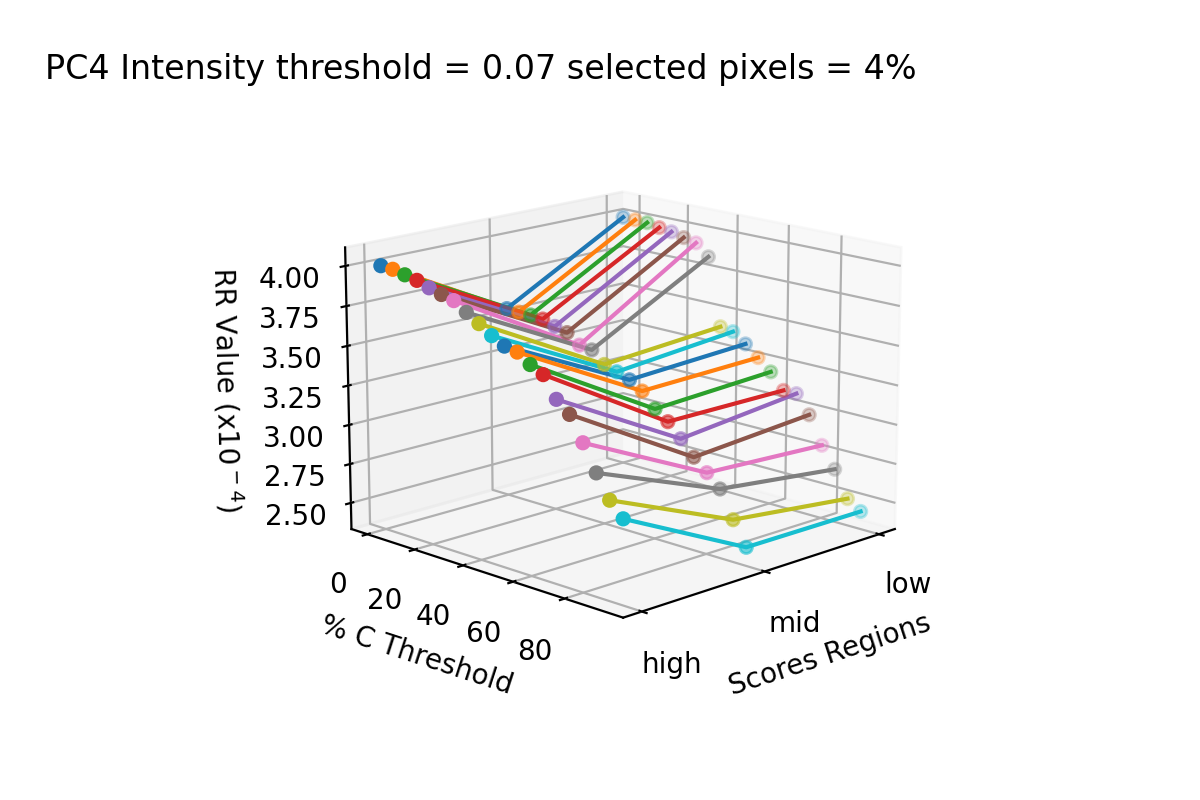 PC4 Intensity threshold = 0.07 selected pixels = 4%
RR Value (x10⁻⁴)
4.00
3.75
3.50
3.25
3.00
2.75
2.50
0
20
40
60
80
% C Threshold
high
mid
low
Scores Regions